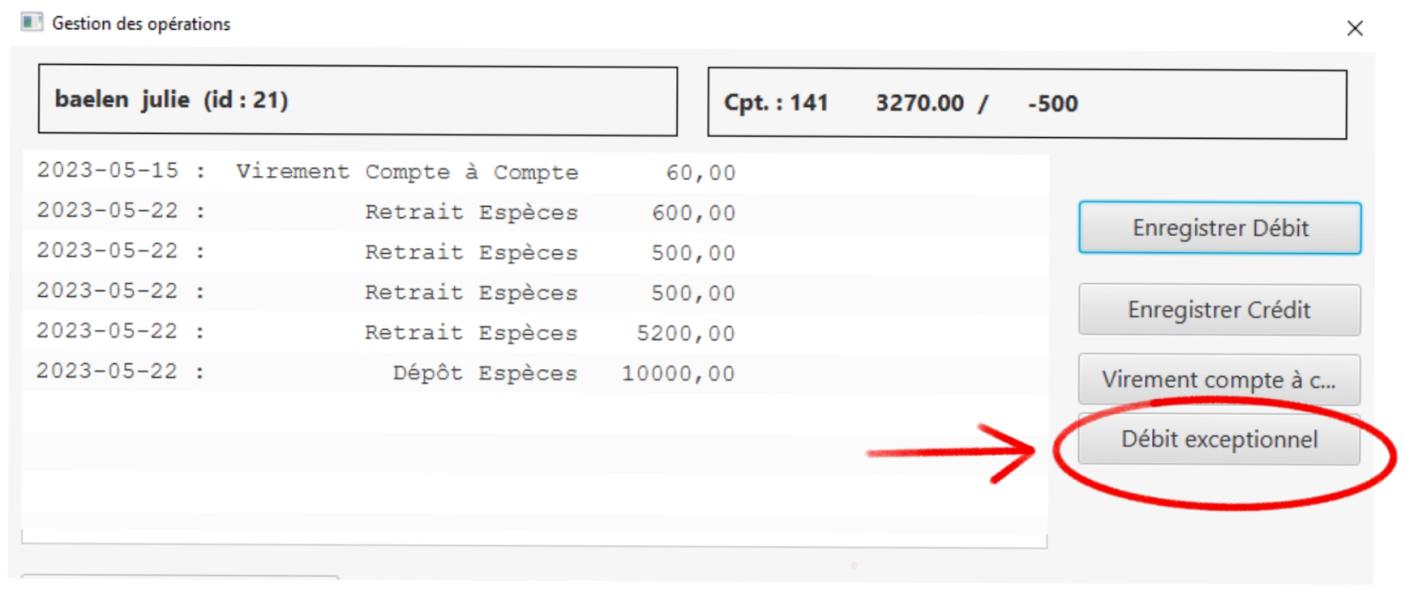 Gestion des opérations
baelen julie (id : 21)
Cpt. : 141 3270.00 / -500
2023-05-15 : Virement Compte à Compte 60,00
2023-05-22 : Retrait Espèces 600,00
2023-05-22 : Retrait Espèces 500,00
2023-05-22 : Retrait Espèces 500,00
2023-05-22 : Retrait Espèces 5200,00
2023-05-22 : Dépôt Espèces 10000,00
Enregistrer Débit
Enregistrer Crédit
Virement compte à c...
Débit exceptionnel